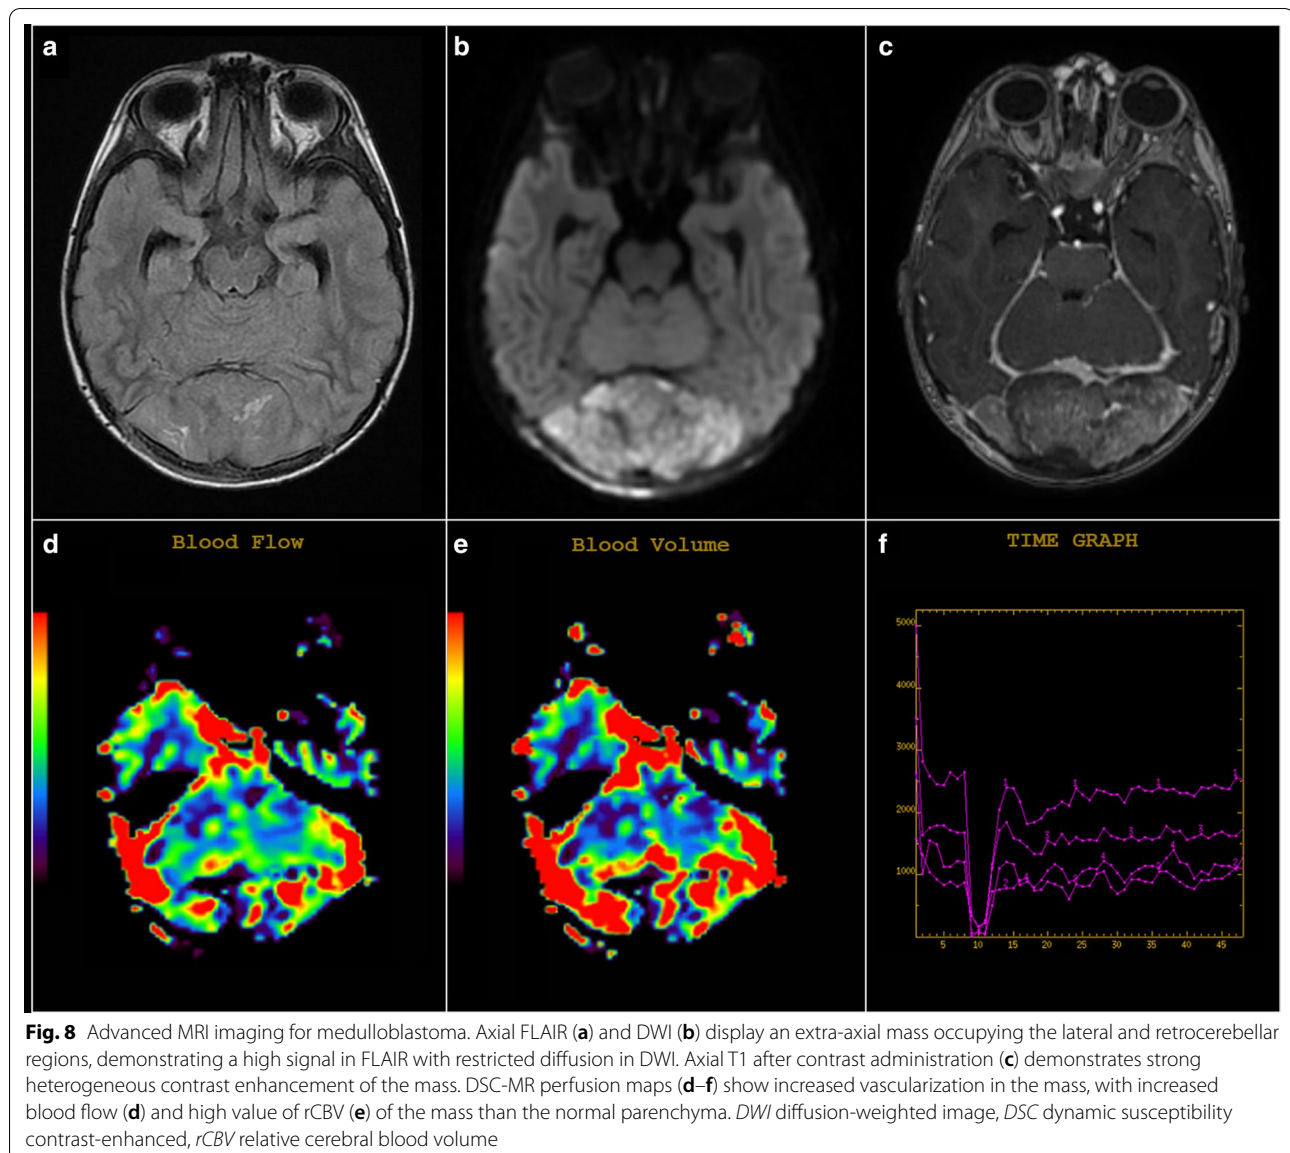 a
b
c
d
Blood Flow
e
Blood Volume
f
TIME GRAPH
5000
4000
3000
2000
1000
5 10 15 20 25 30 35 40 45
Fig. 8 Advanced MRI imaging for medulloblastoma. Axial FLAIR (a) and DWI (b) display an extra-axial mass occupying the lateral and retrocerebellar
regions, demonstrating a high signal in FLAIR with restricted diffusion in DWI. Axial T1 after contrast administration (c) demonstrates strong
heterogeneous contrast enhancement of the mass. DSC-MR perfusion maps (d–f) show increased vascularization in the mass, with increased
blood flow (d) and high value of rCBV (e) of the mass than the normal parenchyma. DWI diffusion-weighted image, DSC dynamic susceptibility
contrast-enhanced, rCBV relative cerebral blood volume